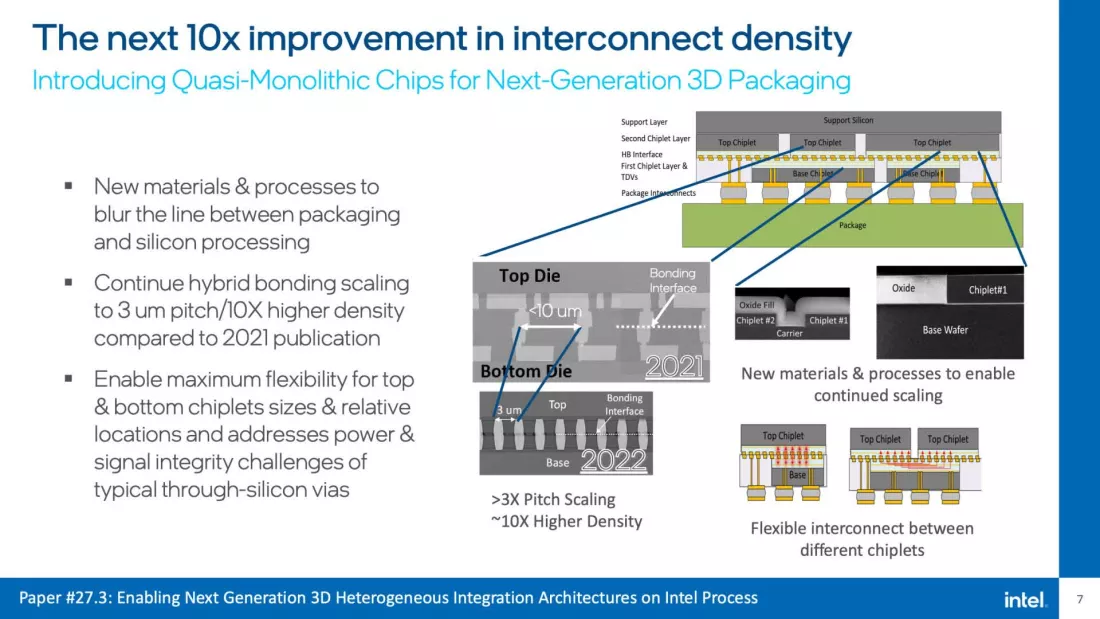 The next 10x improvement in interconnect density
Introducing Quasi-Monolithic Chips for Next-Generation 3D Packaging
▪ New materials & processes to
blur the line between packaging
and silicon processing
▪ Continue hybrid bonding scaling
to 3 um pitch/10X higher density
compared to 2021 publication
▪ Enable maximum flexibility for top
& bottom chiplets sizes & relative
locations and addresses power &
signal integrity challenges of
typical through-silicon vias
Support Layer
Second Chiplet Layer
HB Interface
First Chiplet Layer &
TDVs
Package Interconnects
Support Silicon
Top Chiplet
Top Chiplet
Top Chiplet
Base Chiplet
Base Chiplet
Package
Top Die
Bonding
Interface
<10 um
Bottom Die
2021
3 um
Top
Bonding
Interface
Base
2022
>3X Pitch Scaling
~10X Higher Density
Oxide Fill
Chiplet #2
Chiplet #1
Carrier
Oxide
Chiplet#1
Base Wafer
New materials & processes to enable
continued scaling
Top Chiplet
Base
Top Chiplet
Top Chiplet
Flexible interconnect between
different chiplets
Paper #27.3: Enabling Next Generation 3D Heterogeneous Integration Architectures on Intel Process
intel.
7